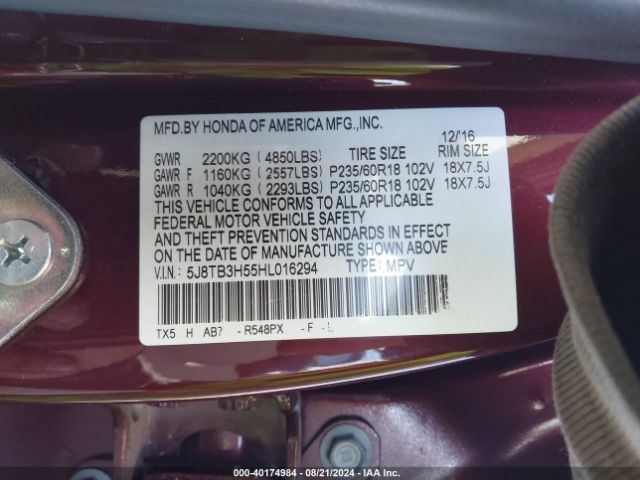 MFD.BY HONDA OF AMERICA MFG.,INC.
12/'16
GVWR 2200KG (4850LBS) TIRE SIZE RIM SIZE
GAWR F 1160KG (2557LBS) P235/60R18 102V 18X7.5J
GAWR R 1040KG (2293LBS) P235/60R18 102V 18X7.5J
THIS VEHICLE CONFORMS TO ALL APPLICABLE
FEDERAL MOTOR VEHICLE SAFETY
AND THEFT PREVENTION STANDARDS IN EFFECT
ON THE DATE OF MANUFACTURE SHOWN ABOVE
V.I.N.: 5J8TB3H55HL016294 TYPE: MPV
TX5 H AB7 -R548PX -F
000-40174984 - 08/21/2024 - IAA Inc.